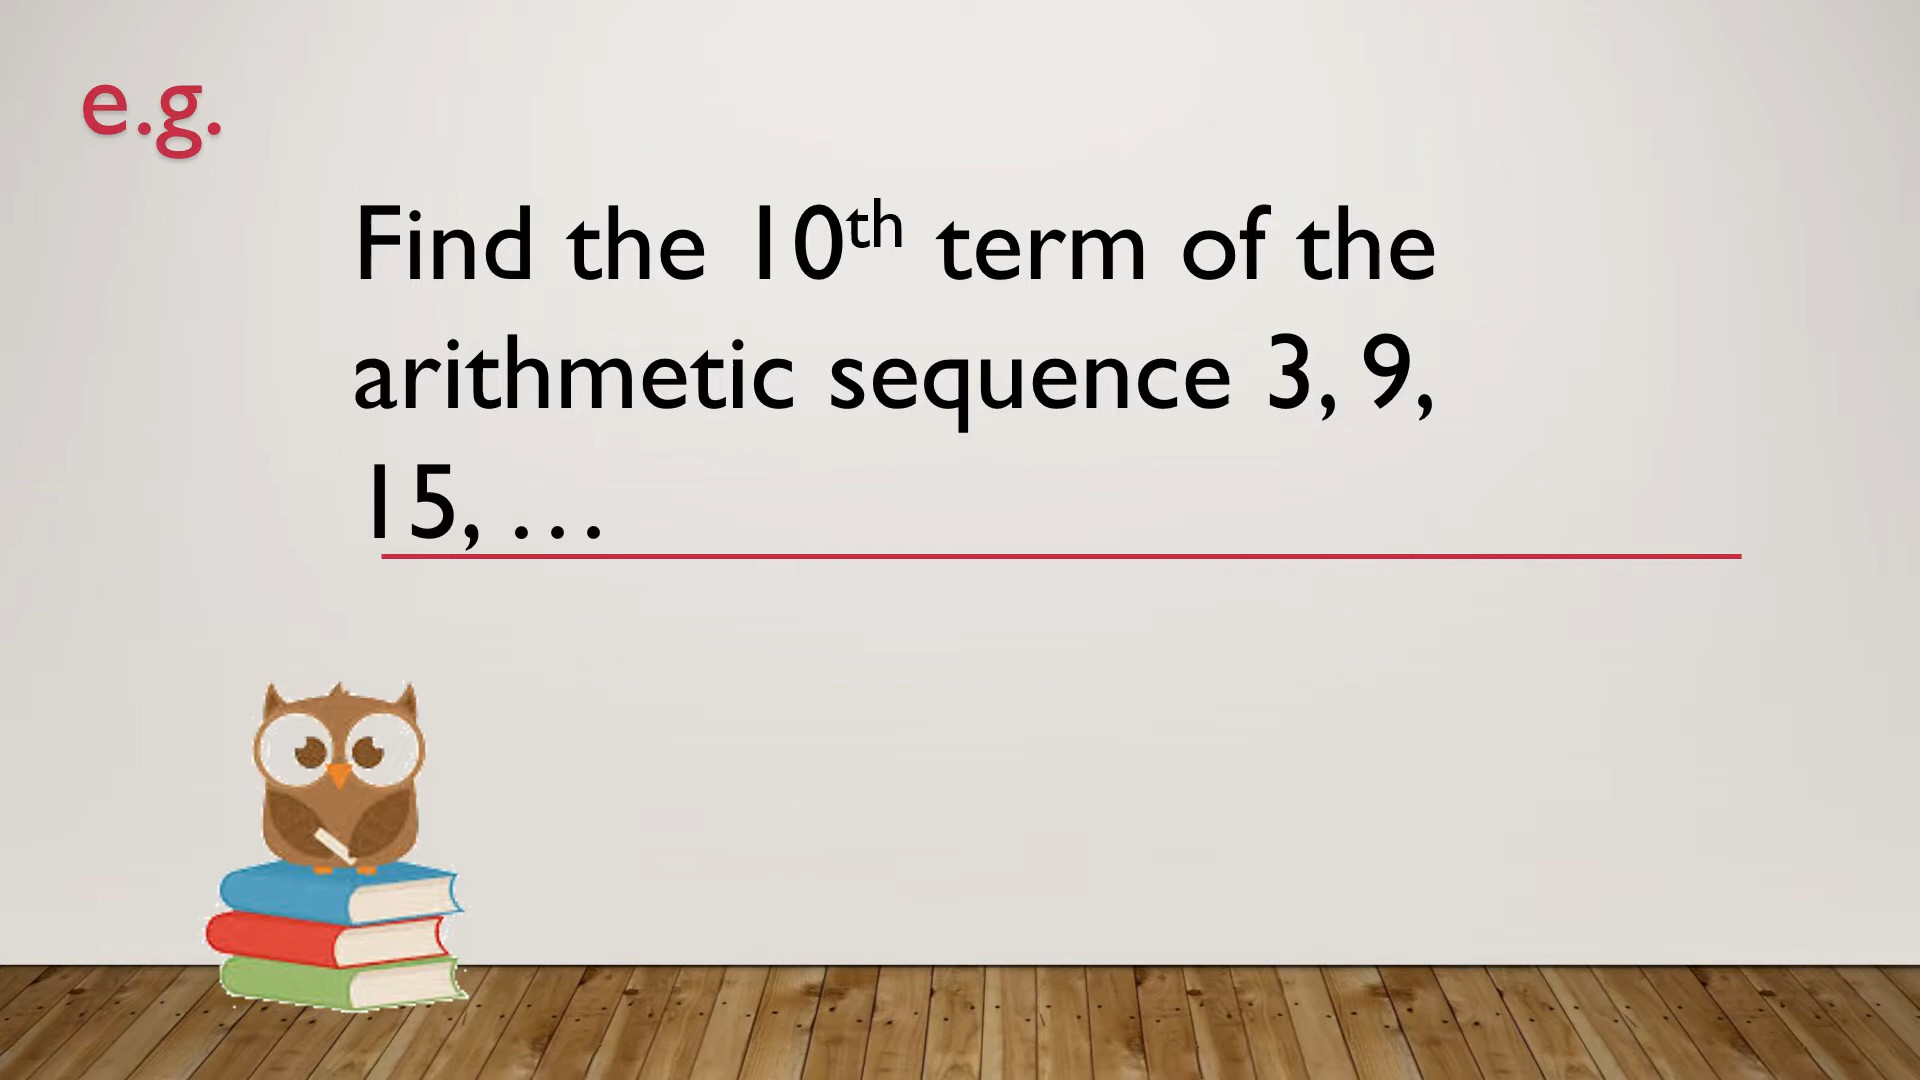 e.g.
Find the 10th term of the
arithmetic sequence 3, 9,
15, …